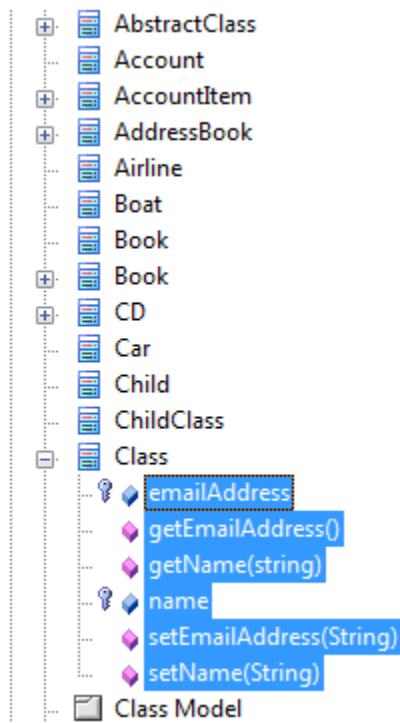 AbstractClass
Account
AccountItem
AddressBook
Airline
Boat
Book
Book
CD
Car
Child
ChildClass
Class
emailAddress
getEmailAddress()
getName(string)
name
setEmailAddress(String)
setName(String)
Class Model